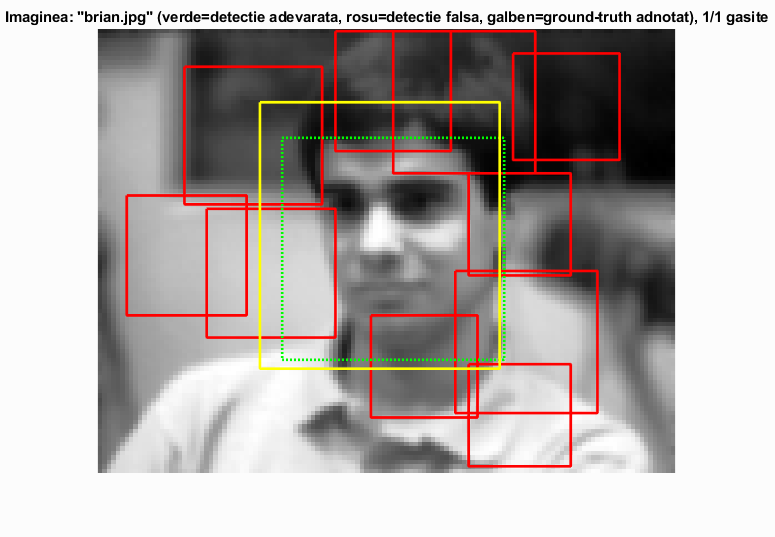 Imaginea: "brian.jpg" (verde=detectie adevarata, rosu=detectie falsa, galben=ground-truth adnotat), 1/1 gasite